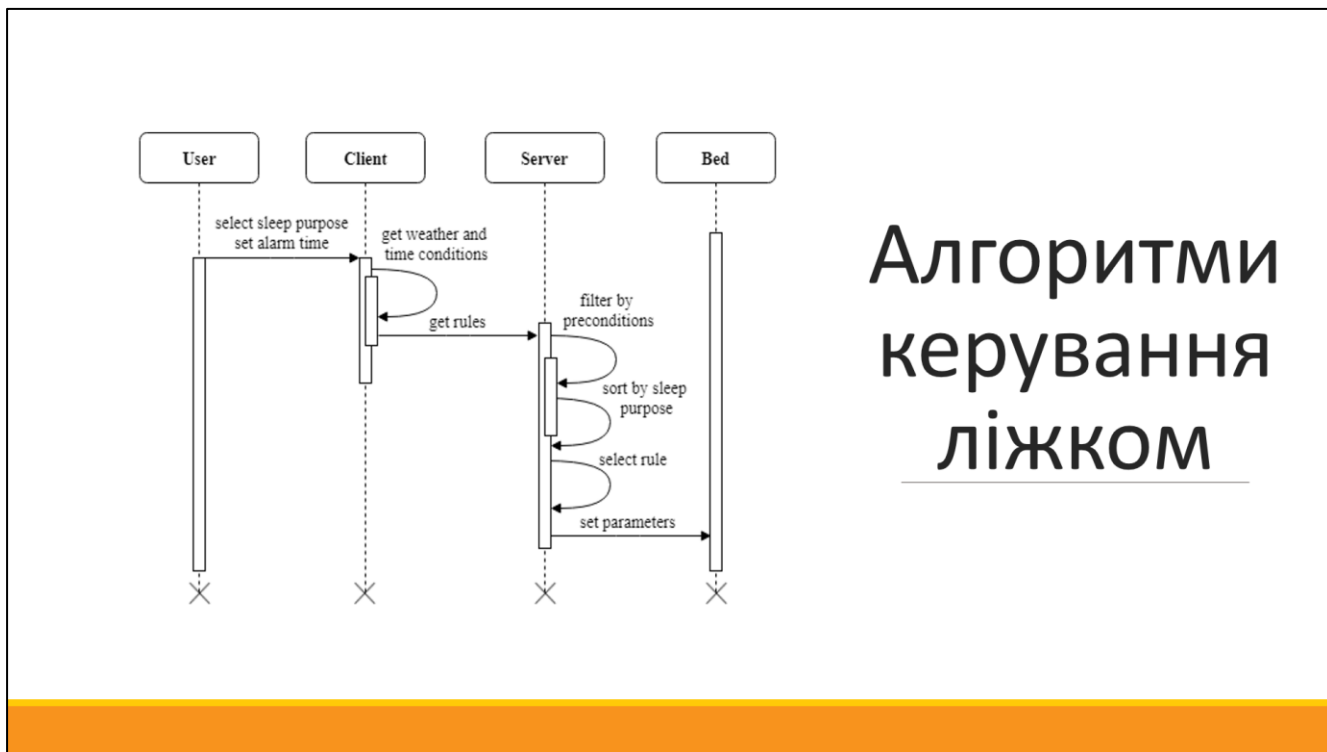 User
Client
Server
Bed
select sleep purpose
set alarm time
get weather and
time conditions
get rules
filter by
preconditions
sort by sleep
purpose
select rule
set parameters
Алгоритми
керування
ліжком